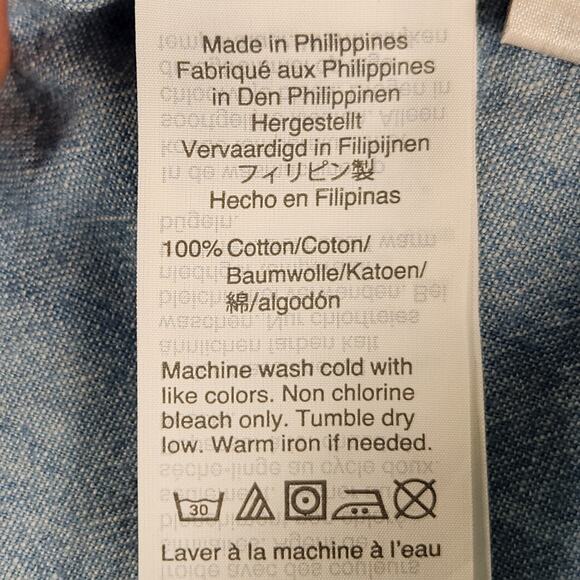 Made in Philippines
Fabriqué aux Philippines
in Den Philippinen
Hergestellt
Vervaardigd in Filipijnen
フィリピン製
Hecho en Filipinas
100% Cotton/Coton/
Baumwolle/Katoen/
綿/algodón
Machine wash cold with
like colors. Non chlorine
bleach only. Tumble dry
low. Warm iron if needed.
30
Laver à la machine à l'eau